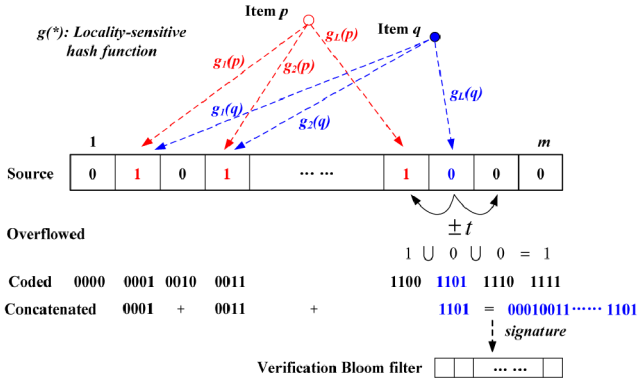 Item p
g(*): Locality-sensitive
hash function
Item q
g1(p) g2(p) gL(p)
g1(q) g2(q) gL(q)
1 m
Source 0 1 0 1 ··· ··· 1 0 0 0
± t
Overflowed 1 ∪ 0 ∪ 0 = 1
Coded 0000 0001 0010 0011 1100 1101 1110 1111
Concatenated 0001 + 0011 + 1101 = 00010011 ······ 1101
signature
Verification Bloom filter ··· ···